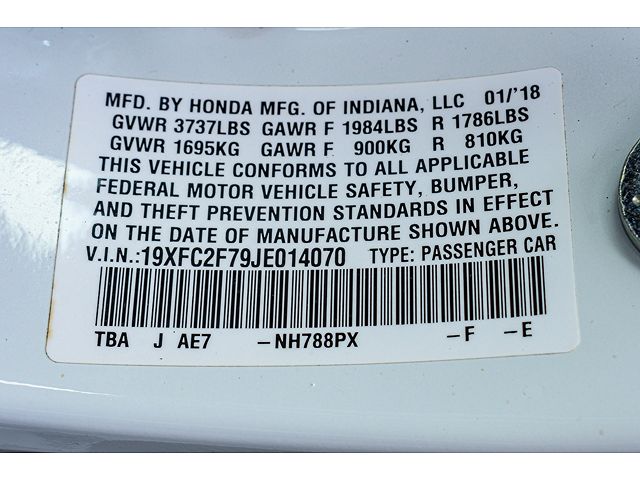 MFD. BY HONDA MFG. OF INDIANA, LLC 01/'18
GVWR 3737LBS GAWR F 1984LBS R 1786LBS
GVWR 1695KG GAWR F 900KG R 810KG
THIS VEHICLE CONFORMS TO ALL APPLICABLE
FEDERAL MOTOR VEHICLE SAFETY, BUMPER,
AND THEFT PREVENTION STANDARDS IN EFFECT
ON THE DATE OF MANUFACTURE SHOWN ABOVE.
V.I.N.:19XFC2F79JE014070 TYPE: PASSENGER CAR
TBA J AE7 –NH788PX –F –E